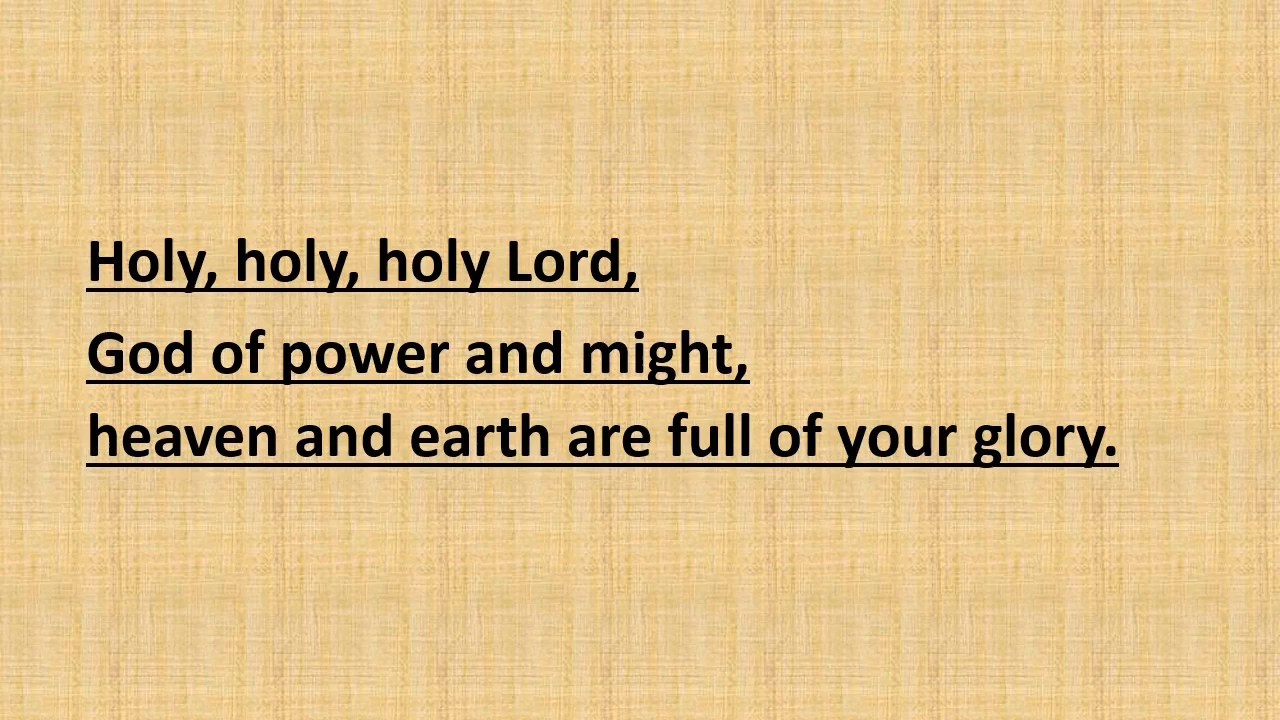 Holy, holy, holy Lord,
God of power and might,
heaven and earth are full of your glory.